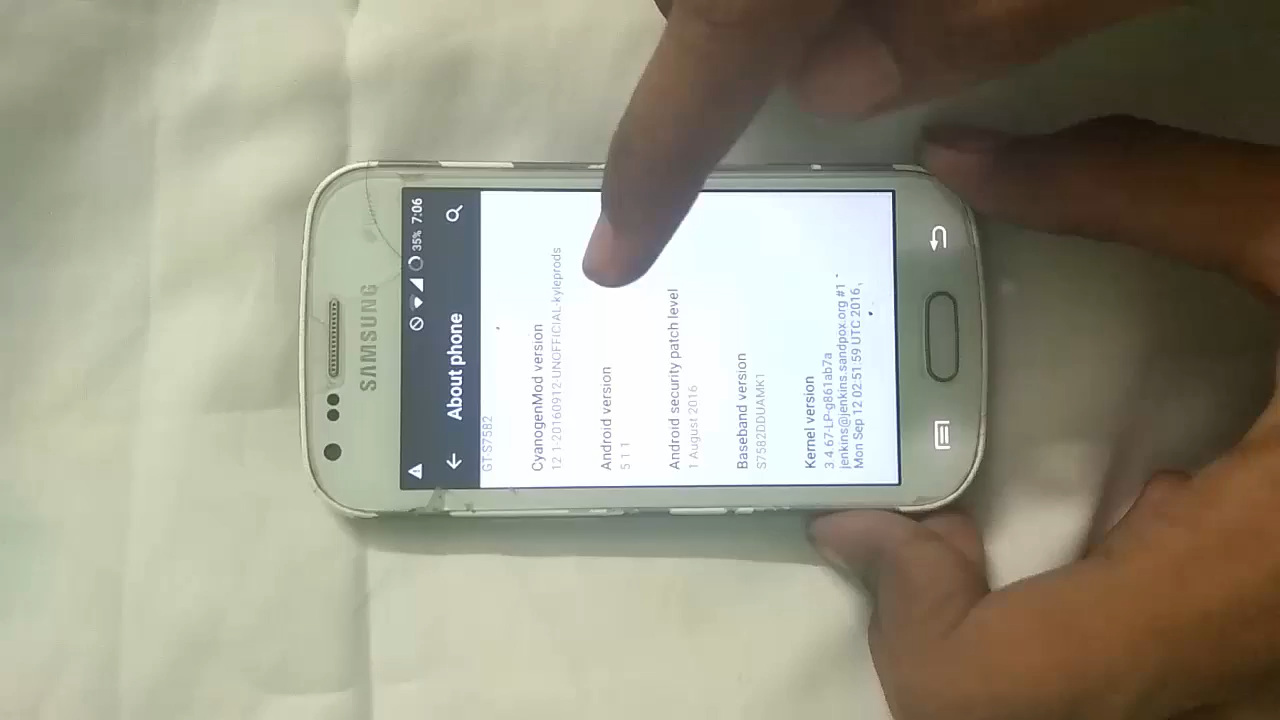 SAMSUNG
35% 7:06
About phone
GT-S7582
CyanogenMod version
12.1-20160912-UNOFFICIAL-kyleprods
Android version
5.1.1
Android security patch level
1 August 2016
Baseband version
S7582DDUAMK1
Kernel version
3.4.67-LP-g861ab7a
jenkins@jenkins.sandpox.org #1
Mon Sep 12 02:51:59 UTC 2016